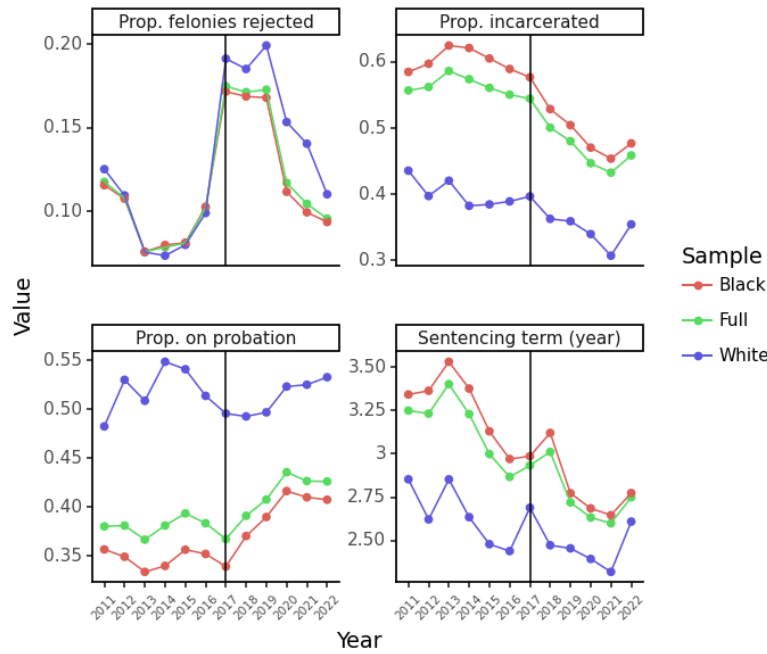 Prop. felonies rejected
Prop. incarcerated
0.20
0.15
0.10
0.6
0.5
0.4
0.3
Sample
Black
Full
White
Value
Prop. on probation
Sentencing term (year)
0.55
0.50
0.45
0.40
0.35
3.50
3.25
3
2.75
2.50
2011 2012 2013 2014 2015 2016 2017 2018 2019 2020 2021 2022
2011 2012 2013 2014 2015 2016 2017 2018 2019 2020 2021 2022
Year